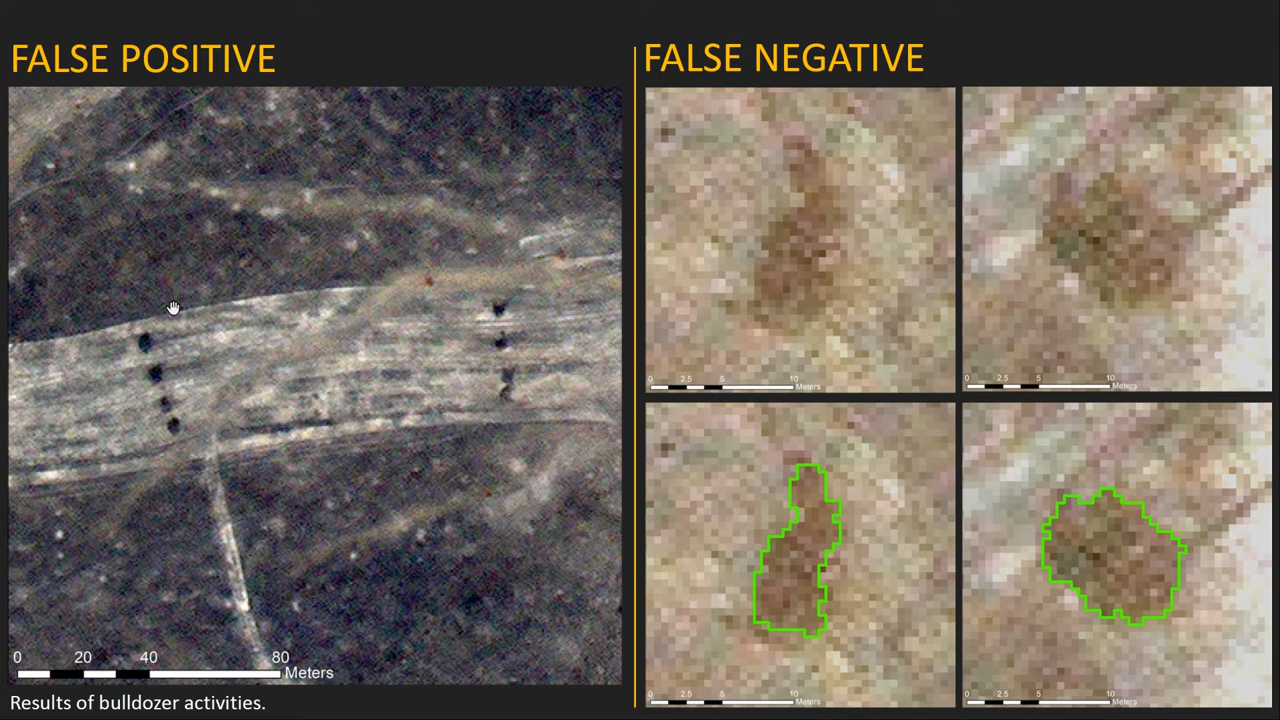 FALSE POSITIVE
0 20 40 80 Meters
Results of bulldozer activities.
FALSE NEGATIVE
0 2.5 5 10 Meters
0 2.5 5 10 Meters
0 2.5 5 10 Meters
0 2.5 5 10 Meters